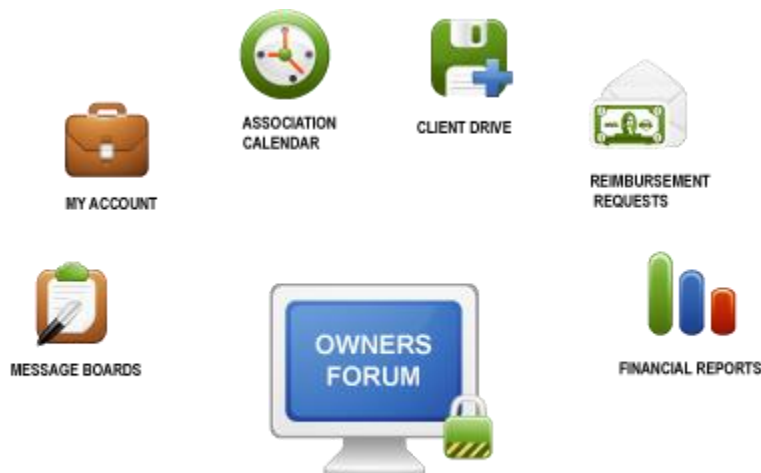 ASSOCIATION
CALENDAR
CLIENT DRIVE
REIMBURSEMENT
REQUESTS
MY ACCOUNT
MESSAGE BOARDS
OWNERS
FORUM
FINANCIAL REPORTS